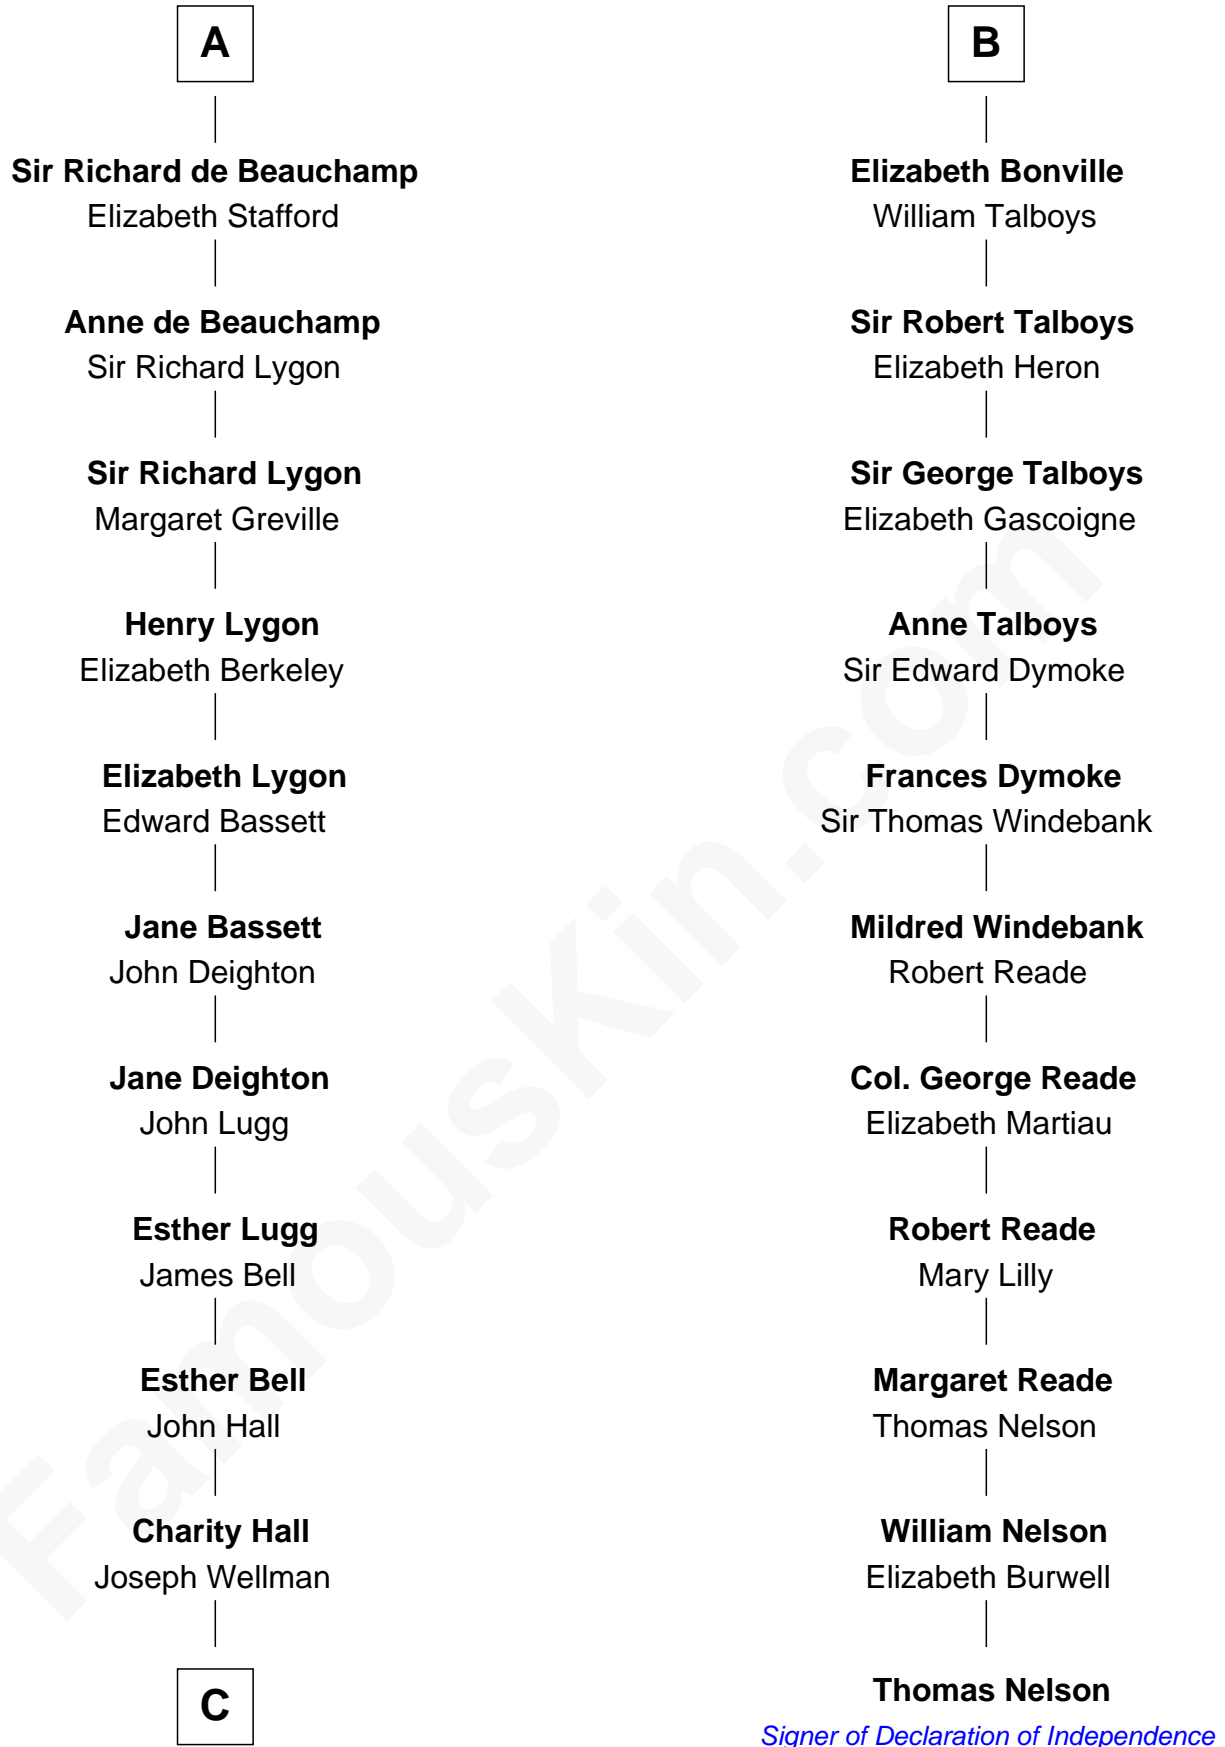 A
Sir Richard de Beauchamp
Elizabeth Stafford
Anne de Beauchamp
Sir Richard Lygon
Sir Richard Lygon
Margaret Greville
Henry Lygon
Elizabeth Berkeley
Elizabeth Lygon
Edward Bassett
Jane Bassett
John Deighton
Jane Deighton
John Lugg
Esther Lugg
James Bell
Esther Bell
John Hall
Charity Hall
Joseph Wellman
C
B
Elizabeth Bonville
William Talboys
Sir Robert Talboys
Elizabeth Heron
Sir George Talboys
Elizabeth Gascoigne
Anne Talboys
Sir Edward Dymoke
Frances Dymoke
Sir Thomas Windebank
Mildred Windebank
Robert Reade
Col. George Reade
Elizabeth Martiau
Robert Reade
Mary Lilly
Margaret Reade
Thomas Nelson
William Nelson
Elizabeth Burwell
Thomas Nelson
Signer of Declaration of Independence
FamousKin.com